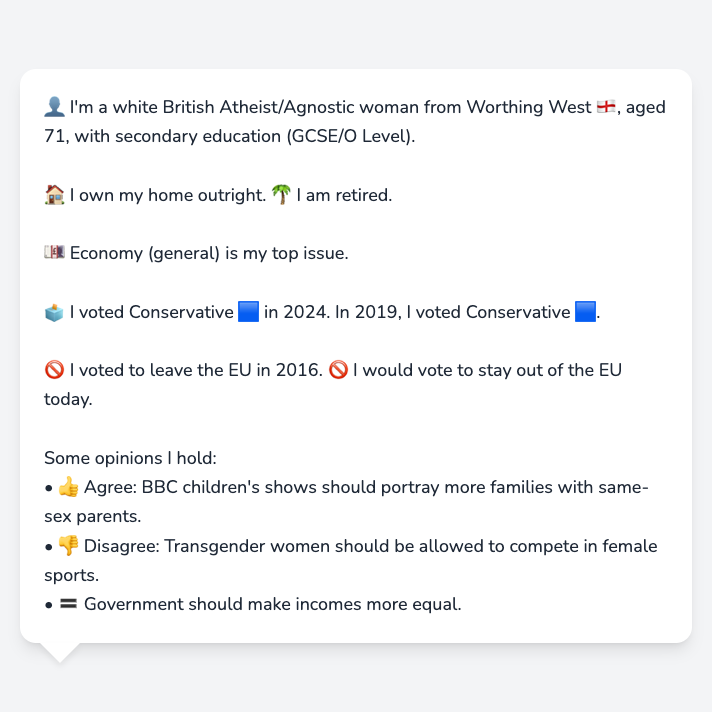 👤 I'm a white British Atheist/Agnostic woman from Worthing West 🏴󠁧󠁢󠁥󠁮󠁧󠁿, aged
71, with secondary education (GCSE/O Level).
🏠 I own my home outright. 🌴 I am retired.
💷 Economy (general) is my top issue.
🗳️ I voted Conservative 🟦 in 2024. In 2019, I voted Conservative 🟦.
🚫 I voted to leave the EU in 2016. 🚫 I would vote to stay out of the EU
today.
Some opinions I hold:
• 👍 Agree: BBC children's shows should portray more families with same-
sex parents.
• 👎 Disagree: Transgender women should be allowed to compete in female
sports.
• 🟰 Government should make incomes more equal.